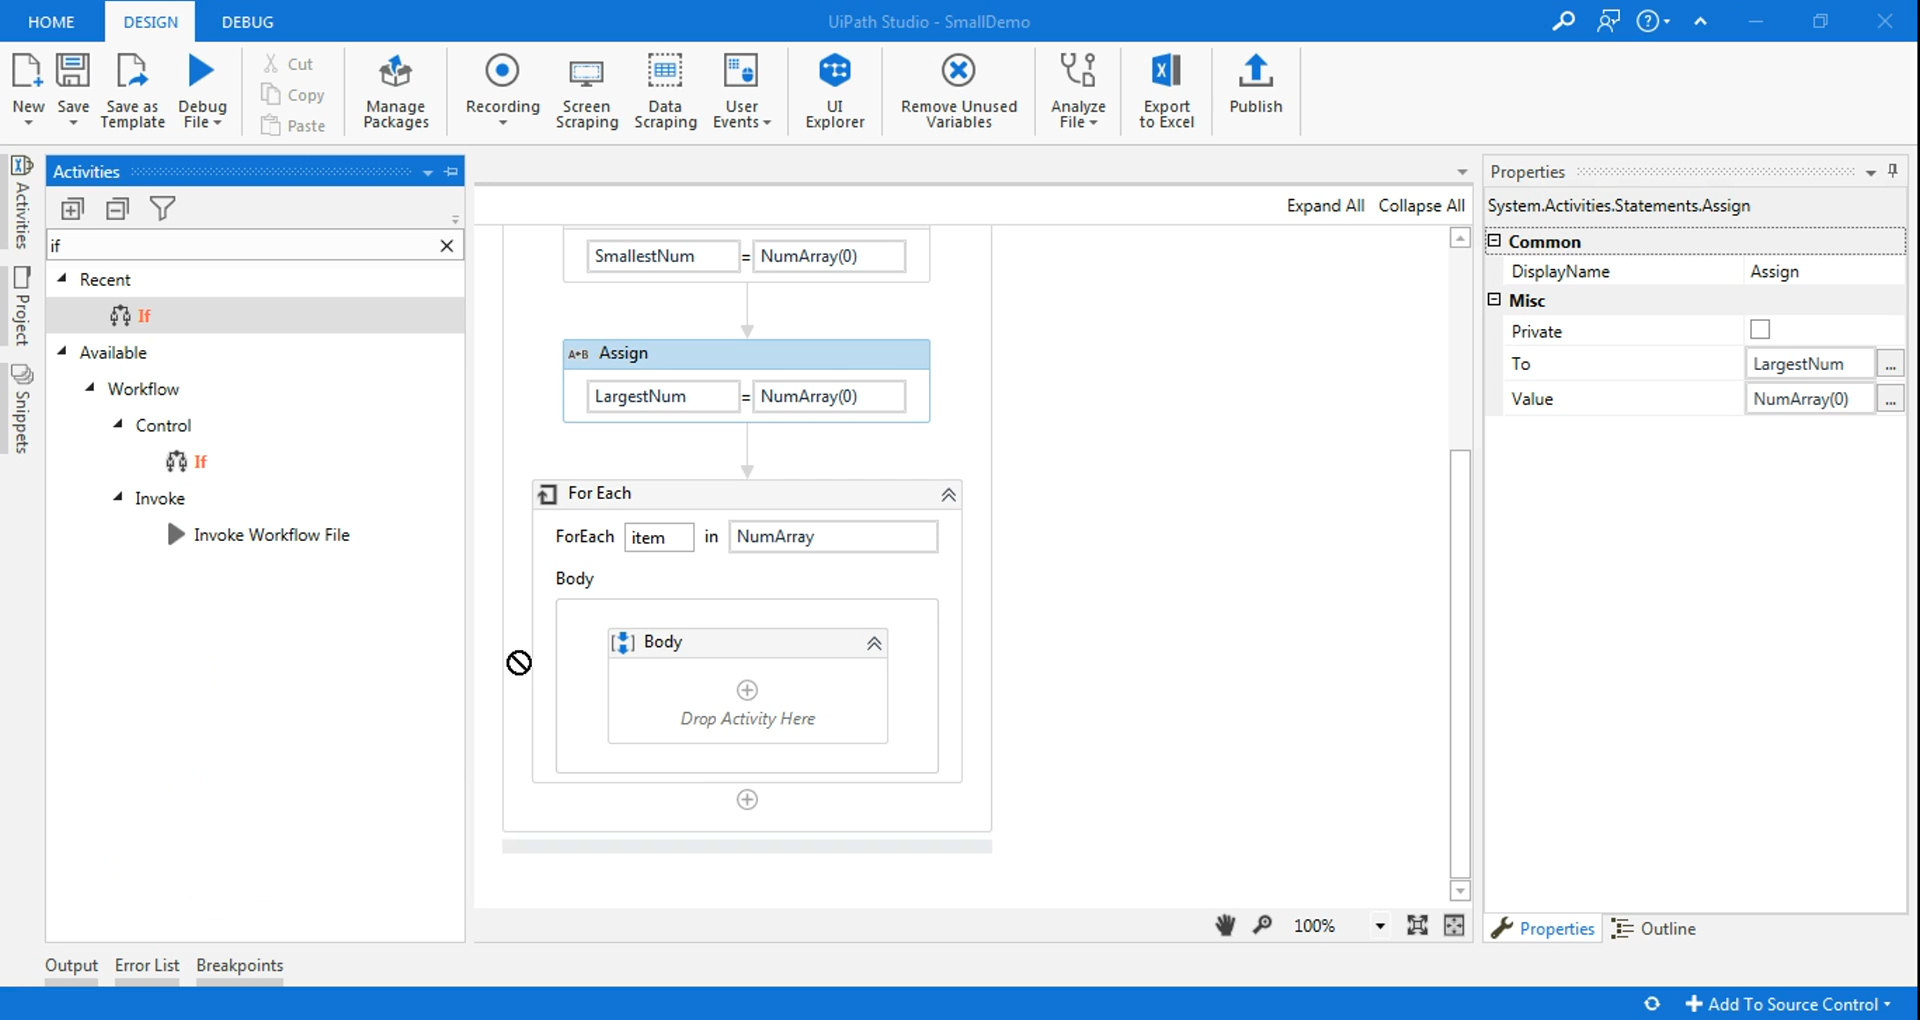 HOME DESIGN DEBUG UiPath Studio - SmallDemo
New Save Save as Template Debug File Cut Copy Paste Manage Packages Recording Screen Scraping Data Scraping User Events UI Explorer Remove Unused Variables Analyze File Export to Excel Publish
Activities
Project
Snippets
Activities
if
Recent
If
Available
Workflow
Control
If
Invoke
Invoke Workflow File
Expand All Collapse All
SmallestNum = NumArray(0)
A+B Assign
LargestNum = NumArray(0)
For Each
ForEach item in NumArray
Body
Body
Drop Activity Here
100%
Properties
System.Activities.Statements.Assign
Common
DisplayName Assign
Misc
Private
To LargestNum ...
Value NumArray(0) ...
Properties Outline
Output Error List Breakpoints
Add To Source Control